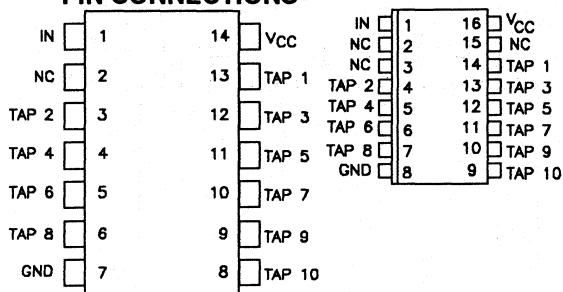 PIN CONNECTIONS
IN 1 14 VCC
NC 2 13 TAP 1
TAP 2 3 12 TAP 3
TAP 4 4 11 TAP 5
TAP 6 5 10 TAP 7
TAP 8 6 9 TAP 9
GND 7 8 TAP 10
IN 1 16 VCC
NC 2 15 NC
NC 3 14 TAP 1
TAP 2 4 13 TAP 3
TAP 4 5 12 TAP 5
TAP 6 6 11 TAP 7
TAP 8 7 10 TAP 9
GND 8 9 TAP 10